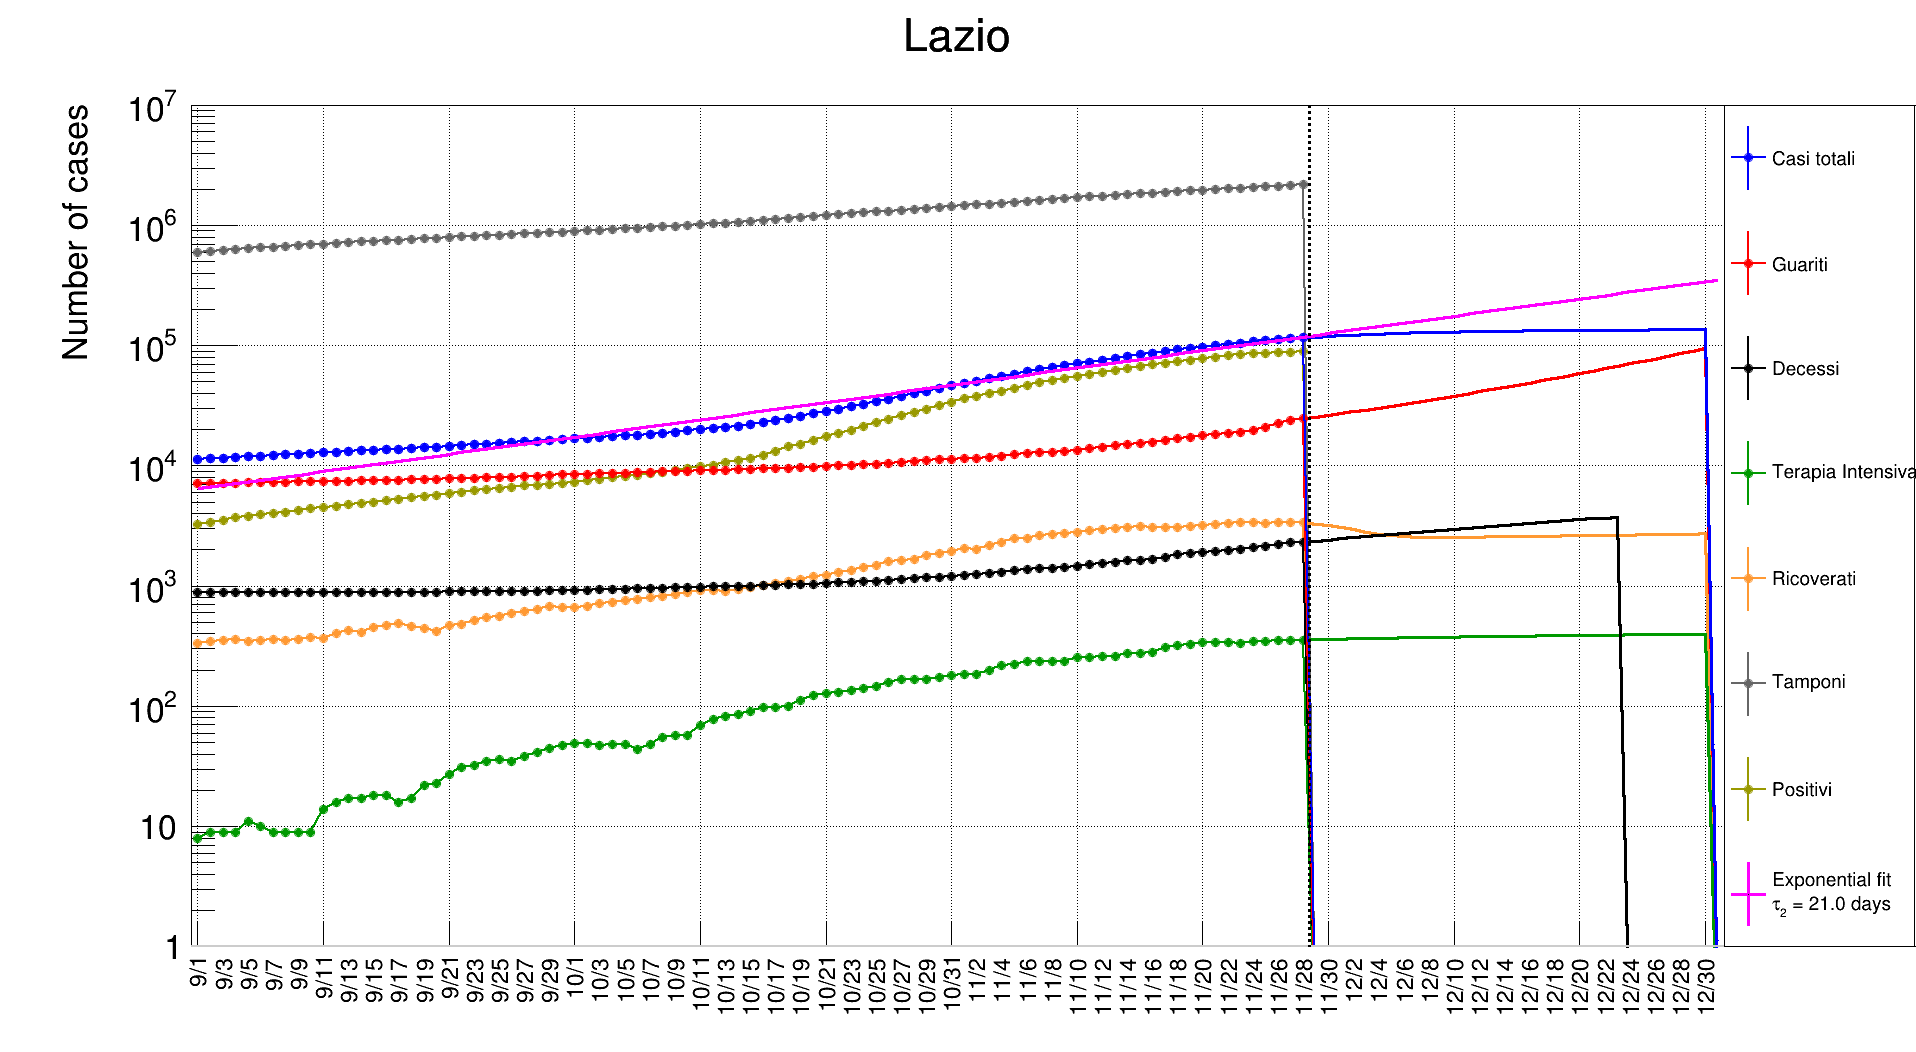 Lazio
Number of cases
10^7
10^6
10^5
10^4
10^3
10^2
10
1
9/1 9/3 9/5 9/7 9/9 9/11 9/13 9/15 9/17 9/19 9/21 9/23 9/25 9/27 9/29 10/1 10/3 10/5 10/7 10/9 10/11 10/13 10/15 10/17 10/19 10/21 10/23 10/25 10/27 10/29 10/31 11/2 11/4 11/6 11/8 11/10 11/12 11/14 11/16 11/18 11/20 11/22 11/24 11/26 11/28 11/30 12/2 12/4 12/6 12/8 12/10 12/12 12/14 12/16 12/18 12/20 12/22 12/24 12/26 12/28 12/30
Casi totali
Guariti
Decessi
Terapia Intensiva
Ricoverati
Tamponi
Positivi
Exponential fit
τ_2 = 21.0 days